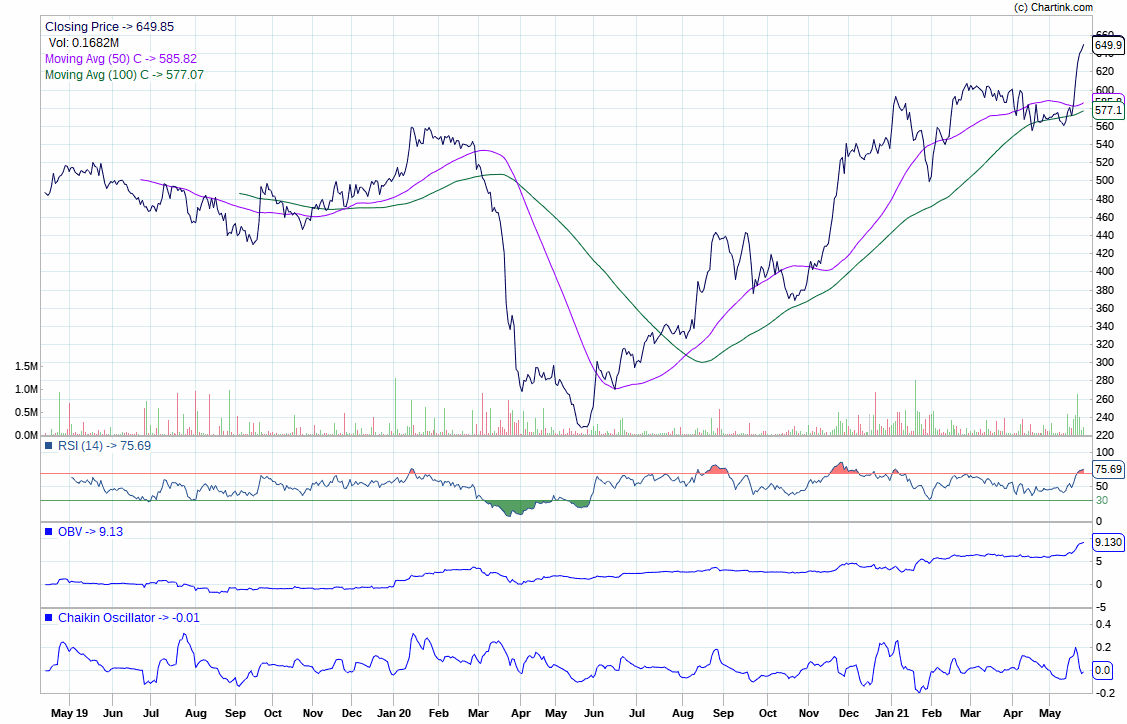 (c) Chartink.com
Closing Price -> 649.85
Vol: 0.1682M
Moving Avg (50) C -> 585.82
Moving Avg (100) C -> 577.07
660
649.9
620
600
577.1
560
540
520
500
480
460
440
420
400
380
360
340
320
300
280
260
240
220
1.5M
1.0M
0.5M
0.0M
RSI (14) -> 75.69
100
75.69
50
30
0
OBV -> 9.13
9.130
5
0
-5
Chaikin Oscillator -> -0.01
0.4
0.2
0.0
-0.2
May 19 Jun Jul Aug Sep Oct Nov Dec Jan 20 Feb Mar Apr May Jun Jul Aug Sep Oct Nov Dec Jan 21 Feb Mar Apr May